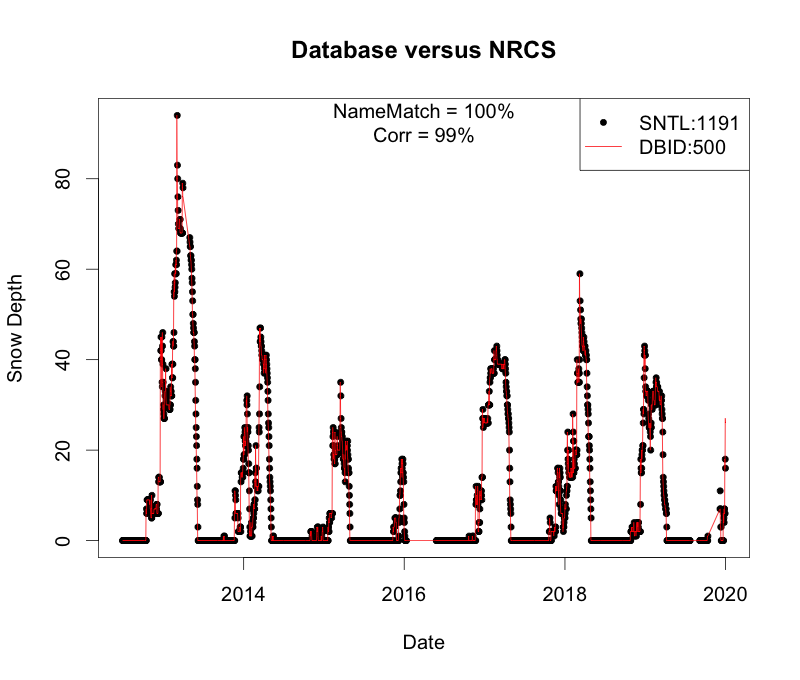 Database versus NRCS
NameMatch = 100%
Corr = 99%
SNTL:1191
DBID:500
80
60
40
20
0
Snow Depth
2014
2016
2018
2020
Date